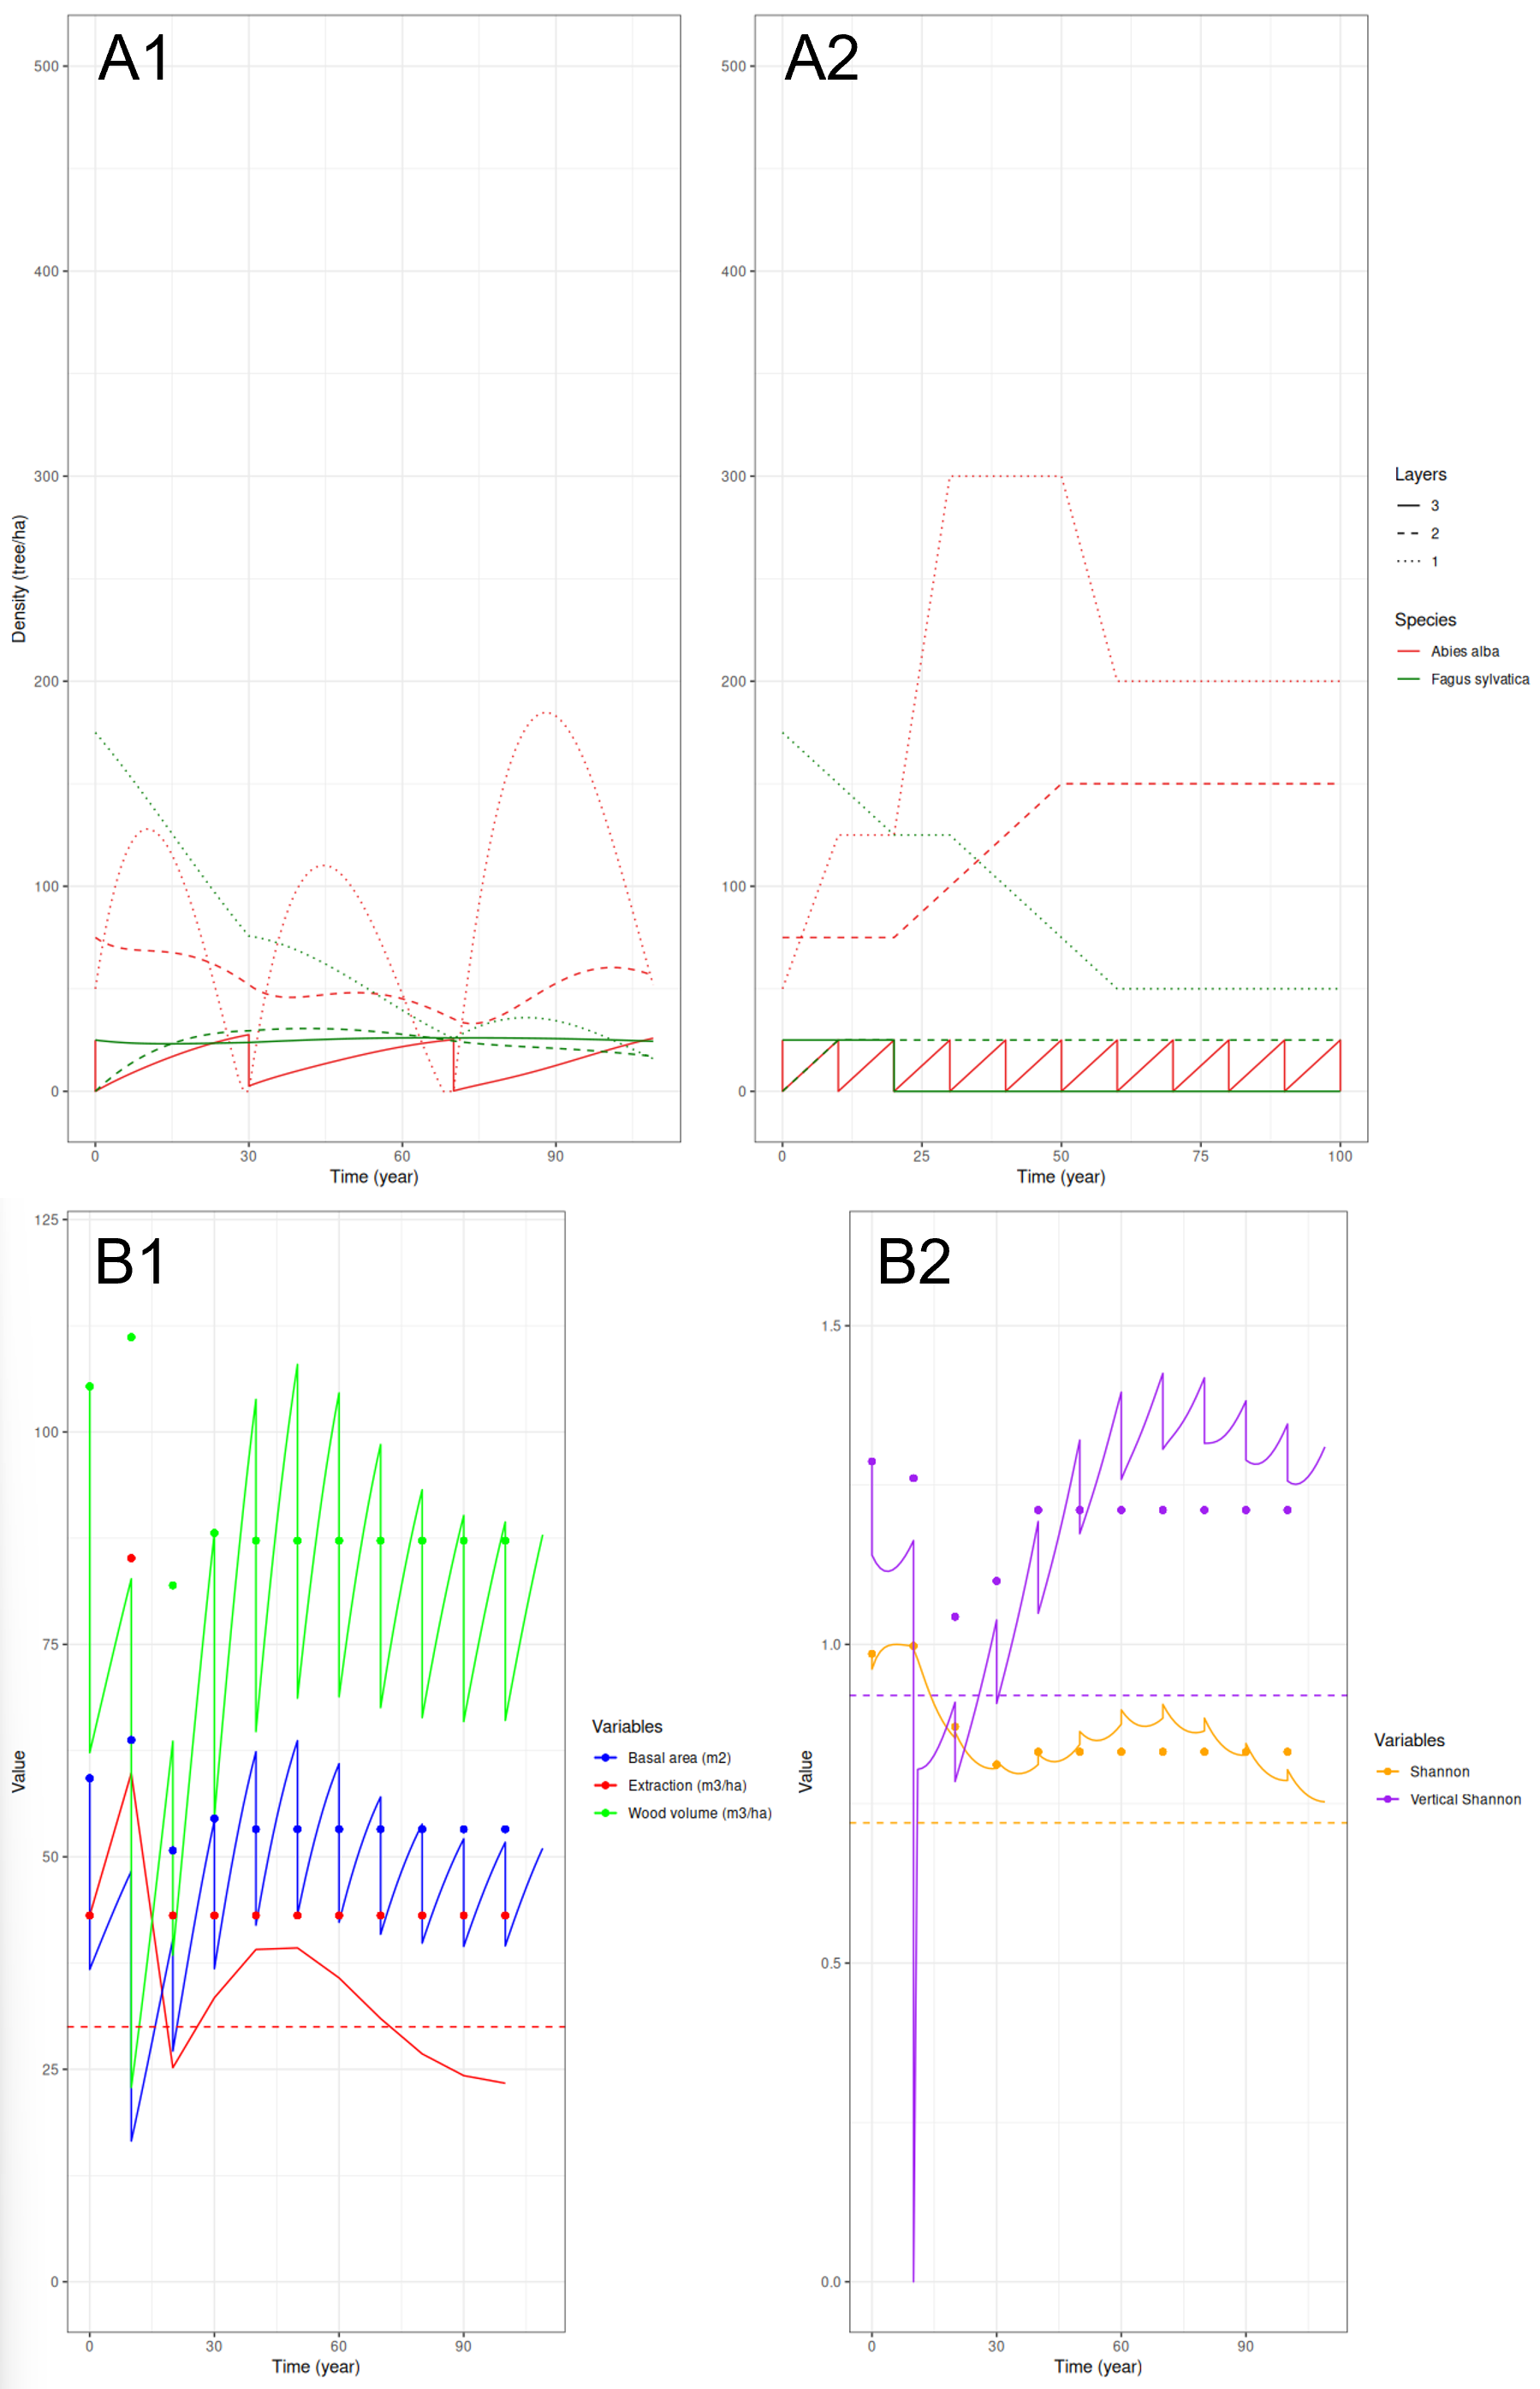 A1
A2
500
400
300
200
100
0
Density (tree/ha)
0 30 60 90
Time (year)
500
400
300
200
100
0
0 25 50 75 100
Time (year)
Layers
3
2
1
Species
Abies alba
Fagus sylvatica
B1
B2
125
100
75
50
25
0
Value
0 30 60 90
Time (year)
Variables
Basal area (m2)
Extraction (m3/ha)
Wood volume (m3/ha)
1.5
1.0
0.5
0.0
Value
0 30 60 90
Time (year)
Variables
Shannon
Vertical Shannon